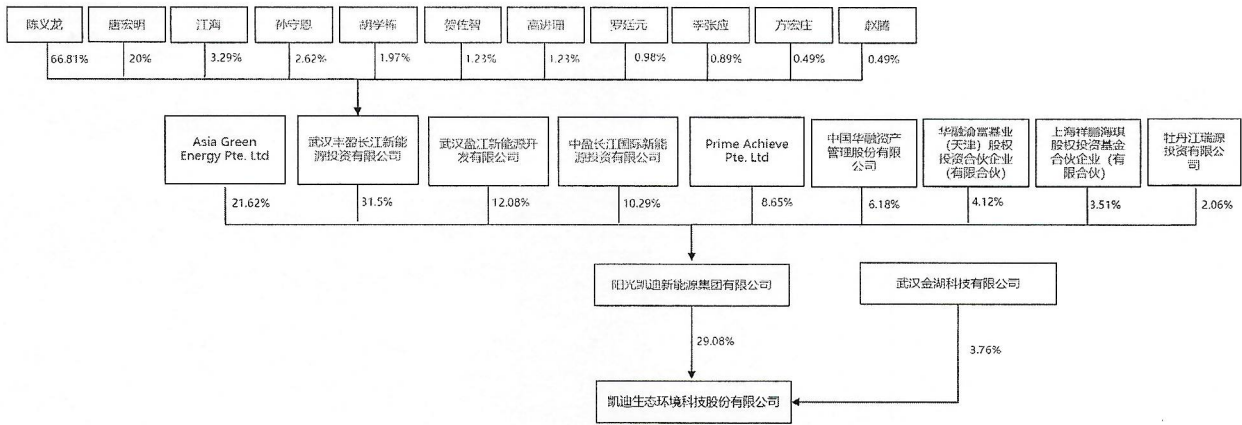 陈义龙 唐宏明 江海 孙守恩 胡学栋 贺佐智 高进珊 罗廷元 李张应 方宏庄 赵腾
66.81% 20% 3.29% 2.62% 1.97% 1.23% 1.23% 0.98% 0.89% 0.49% 0.49%
Asia Green
Energy Pte. Ltd
武汉丰盈长江新能
源投资有限公司
武汉盈江新能源开
发有限公司
中盈长江国际新能
源投资有限公司
Prime Achieve
Pte. Ltd
中国华融资产
管理股份有限
公司
华融渝富基业
（天津）股权
投资合伙企业
(有限合伙)
上海祥鹏海琪
股权投资基金
合伙企业（有
限合伙）
牡丹江瑞源
投资有限公
司
21.62% 31.5% 12.08% 10.29% 8.65% 6.18% 4.12% 3.51% 2.06%
阳光凯迪新能源集团有限公司
武汉金湖科技有限公司
29.08%
3.76%
凯迪生态环境科技股份有限公司